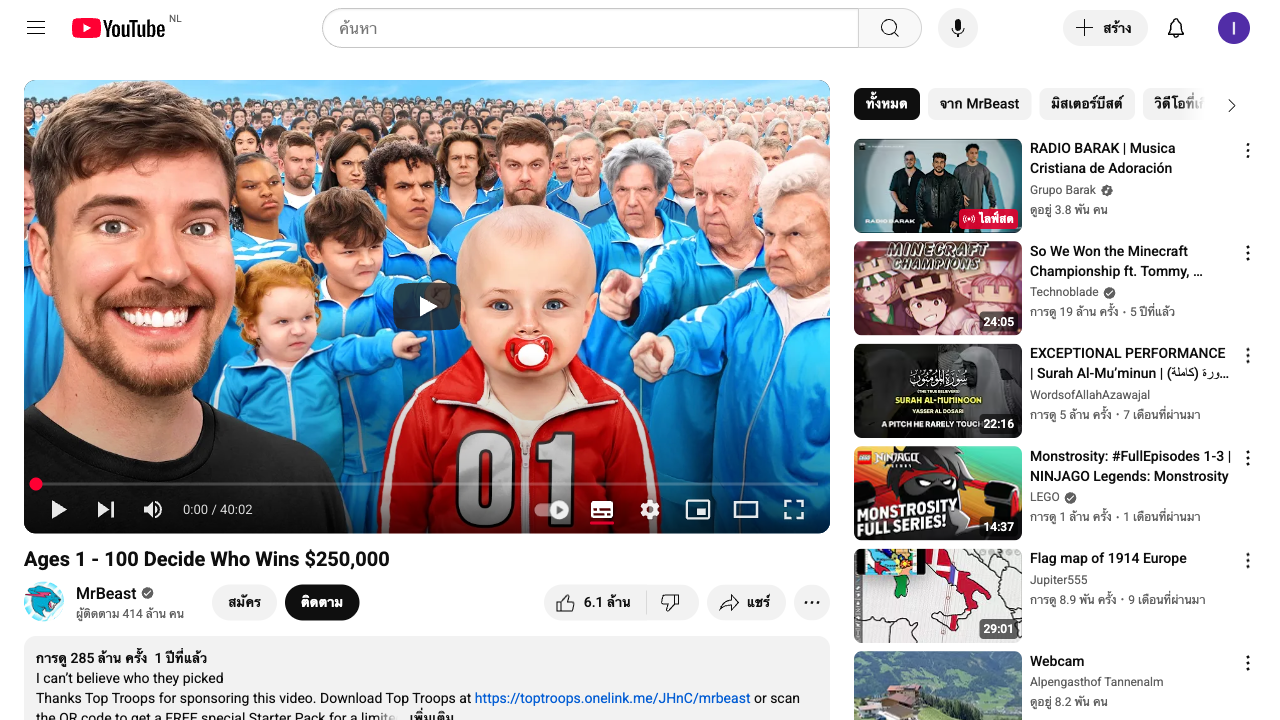 YouTube NL
ค้นหา
สร้าง
I
01
0:00 / 40:02
Ages 1 - 100 Decide Who Wins $250,000
MrBeast
ผู้ติดตาม 414 ล้าน คน
สมัคร
ติดตาม
6.1 ล้าน
แชร์
การดู 285 ล้าน ครั้ง 1 ปีที่แล้ว
I can't believe who they picked
Thanks Top Troops for sponsoring this video. Download Top Troops at https://toptroops.onelink.me/JHnC/mrbeast or scan
the QR code to get a FREE special Starter Pack for a limite... เพิ่มเติม
ทั้งหมด
จาก MrBeast
มิสเตอร์บีสต์
วิดีโอที่
RADIO BARAK
ไลฟ์สด
RADIO BARAK | Musica
Cristiana de Adoración
Grupo Barak
ดูอยู่ 3.8 พัน คน
MINECRAFT
CHAMPIONS
24:05
So We Won the Minecraft
Championship ft. Tommy, ...
Technoblade
การดู 19 ล้าน ครั้ง • 5 ปีที่แล้ว
سورة المؤمنون
(THE TRUE BELIEVERS)
SURAH AL-MUMINOON
YASSER AL DOSARI
A PITCH HE RARELY TOUC
22:16
EXCEPTIONAL PERFORMANCE
| Surah Al-Mu'minun | (كاملة) ورة...
WordsofAllahAzawajal
การดู 5 ล้าน ครั้ง • 7 เดือนที่ผ่านมา
LEGO NINJAGO
LEGENDS
MONSTROSITY
FULL SERIES!
14:37
Monstrosity: #FullEpisodes 1-3 |
NINJAGO Legends: Monstrosity
LEGO
การดู 1 ล้าน ครั้ง • 1 เดือนที่ผ่านมา
29:01
Flag map of 1914 Europe
Jupiter555
การดู 8.9 พัน ครั้ง • 9 เดือนที่ผ่านมา
Webcam
Alpengasthof Tannenalm
ดูอยู่ 8.2 พัน คน